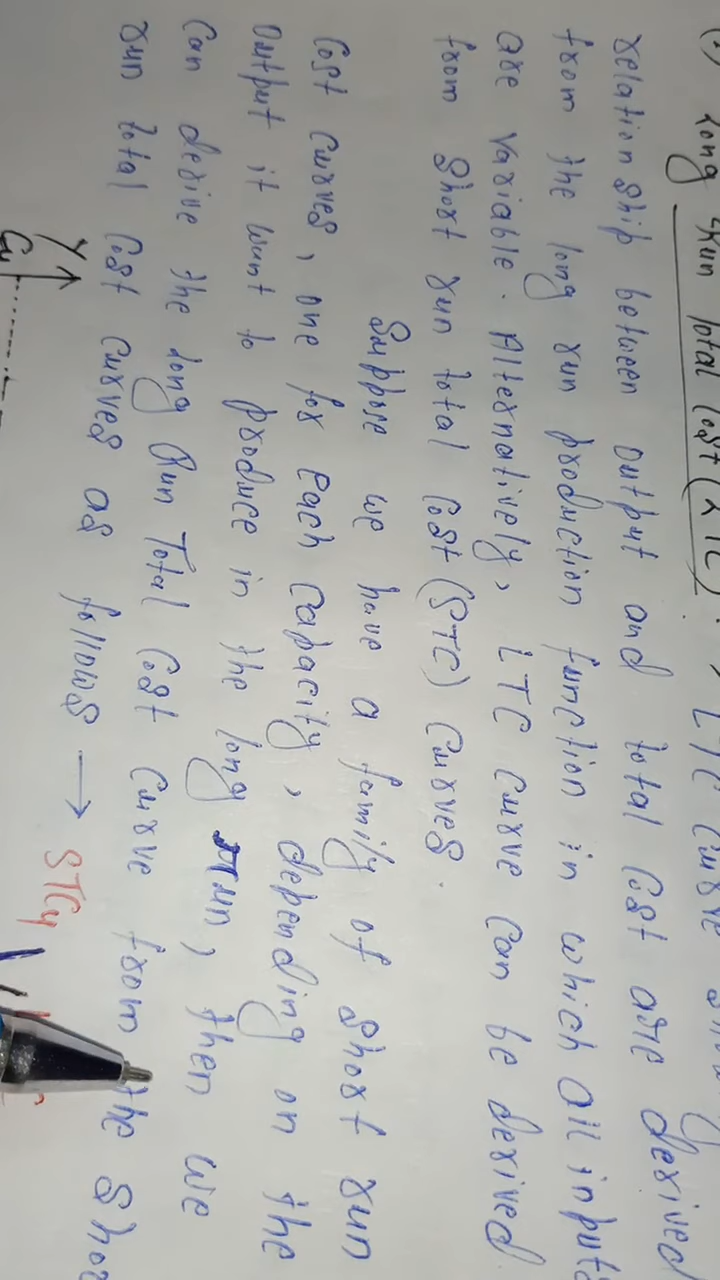 Long run Total Cost (LTC) : → LTC curve
relationship between output and total cost are derived
from the long run production function in which all inputs
are variable. Alternatively, LTC curve can be derived
from short run total cost (STC) curves.
Suppose we have a family of short run
cost curves, one for each capacity, depending on the
output it want to produce in the long run, then we
can derive the Long Run Total cost curve from the shor
run total cost curves as follows →
STC4
Y
C4